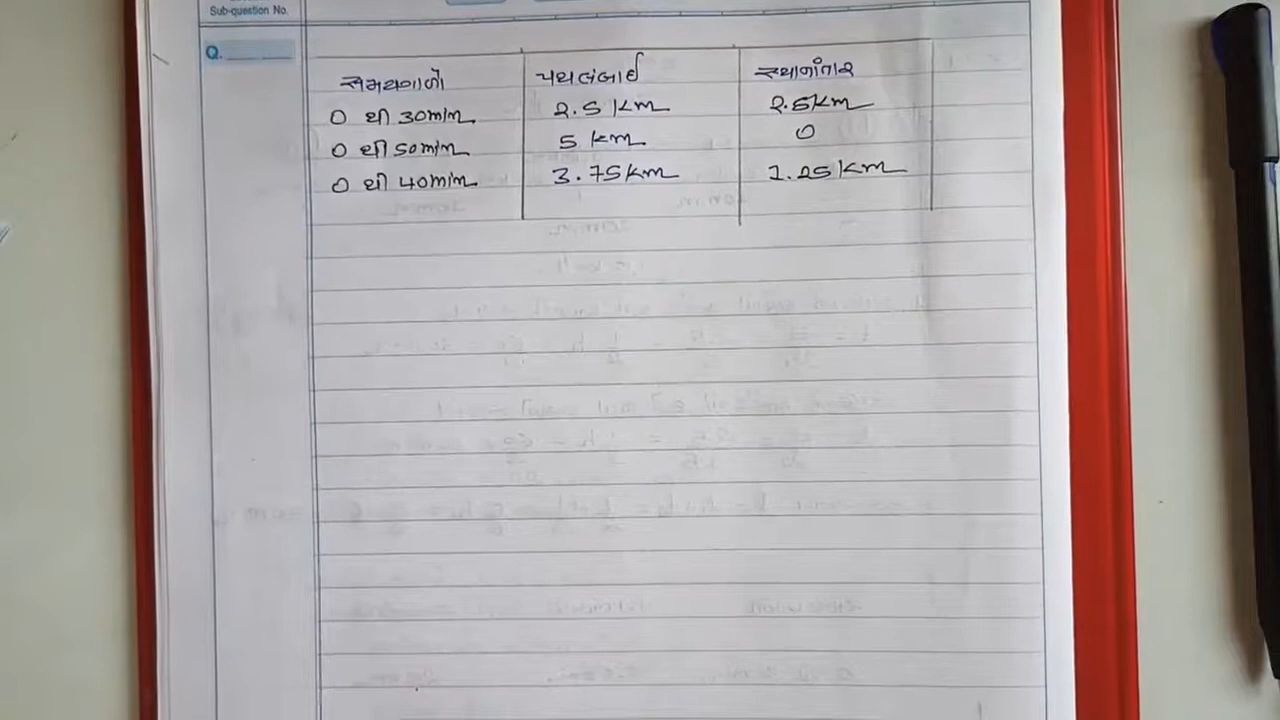 Sub-question No.
Q.
સમયગાળો પથલંબાઈ સ્થાનાંતર
0 થી 30min 2.5 km 2.5km
0 થી 50min 5 km 0
0 થી 40min 3.75km 1.25km